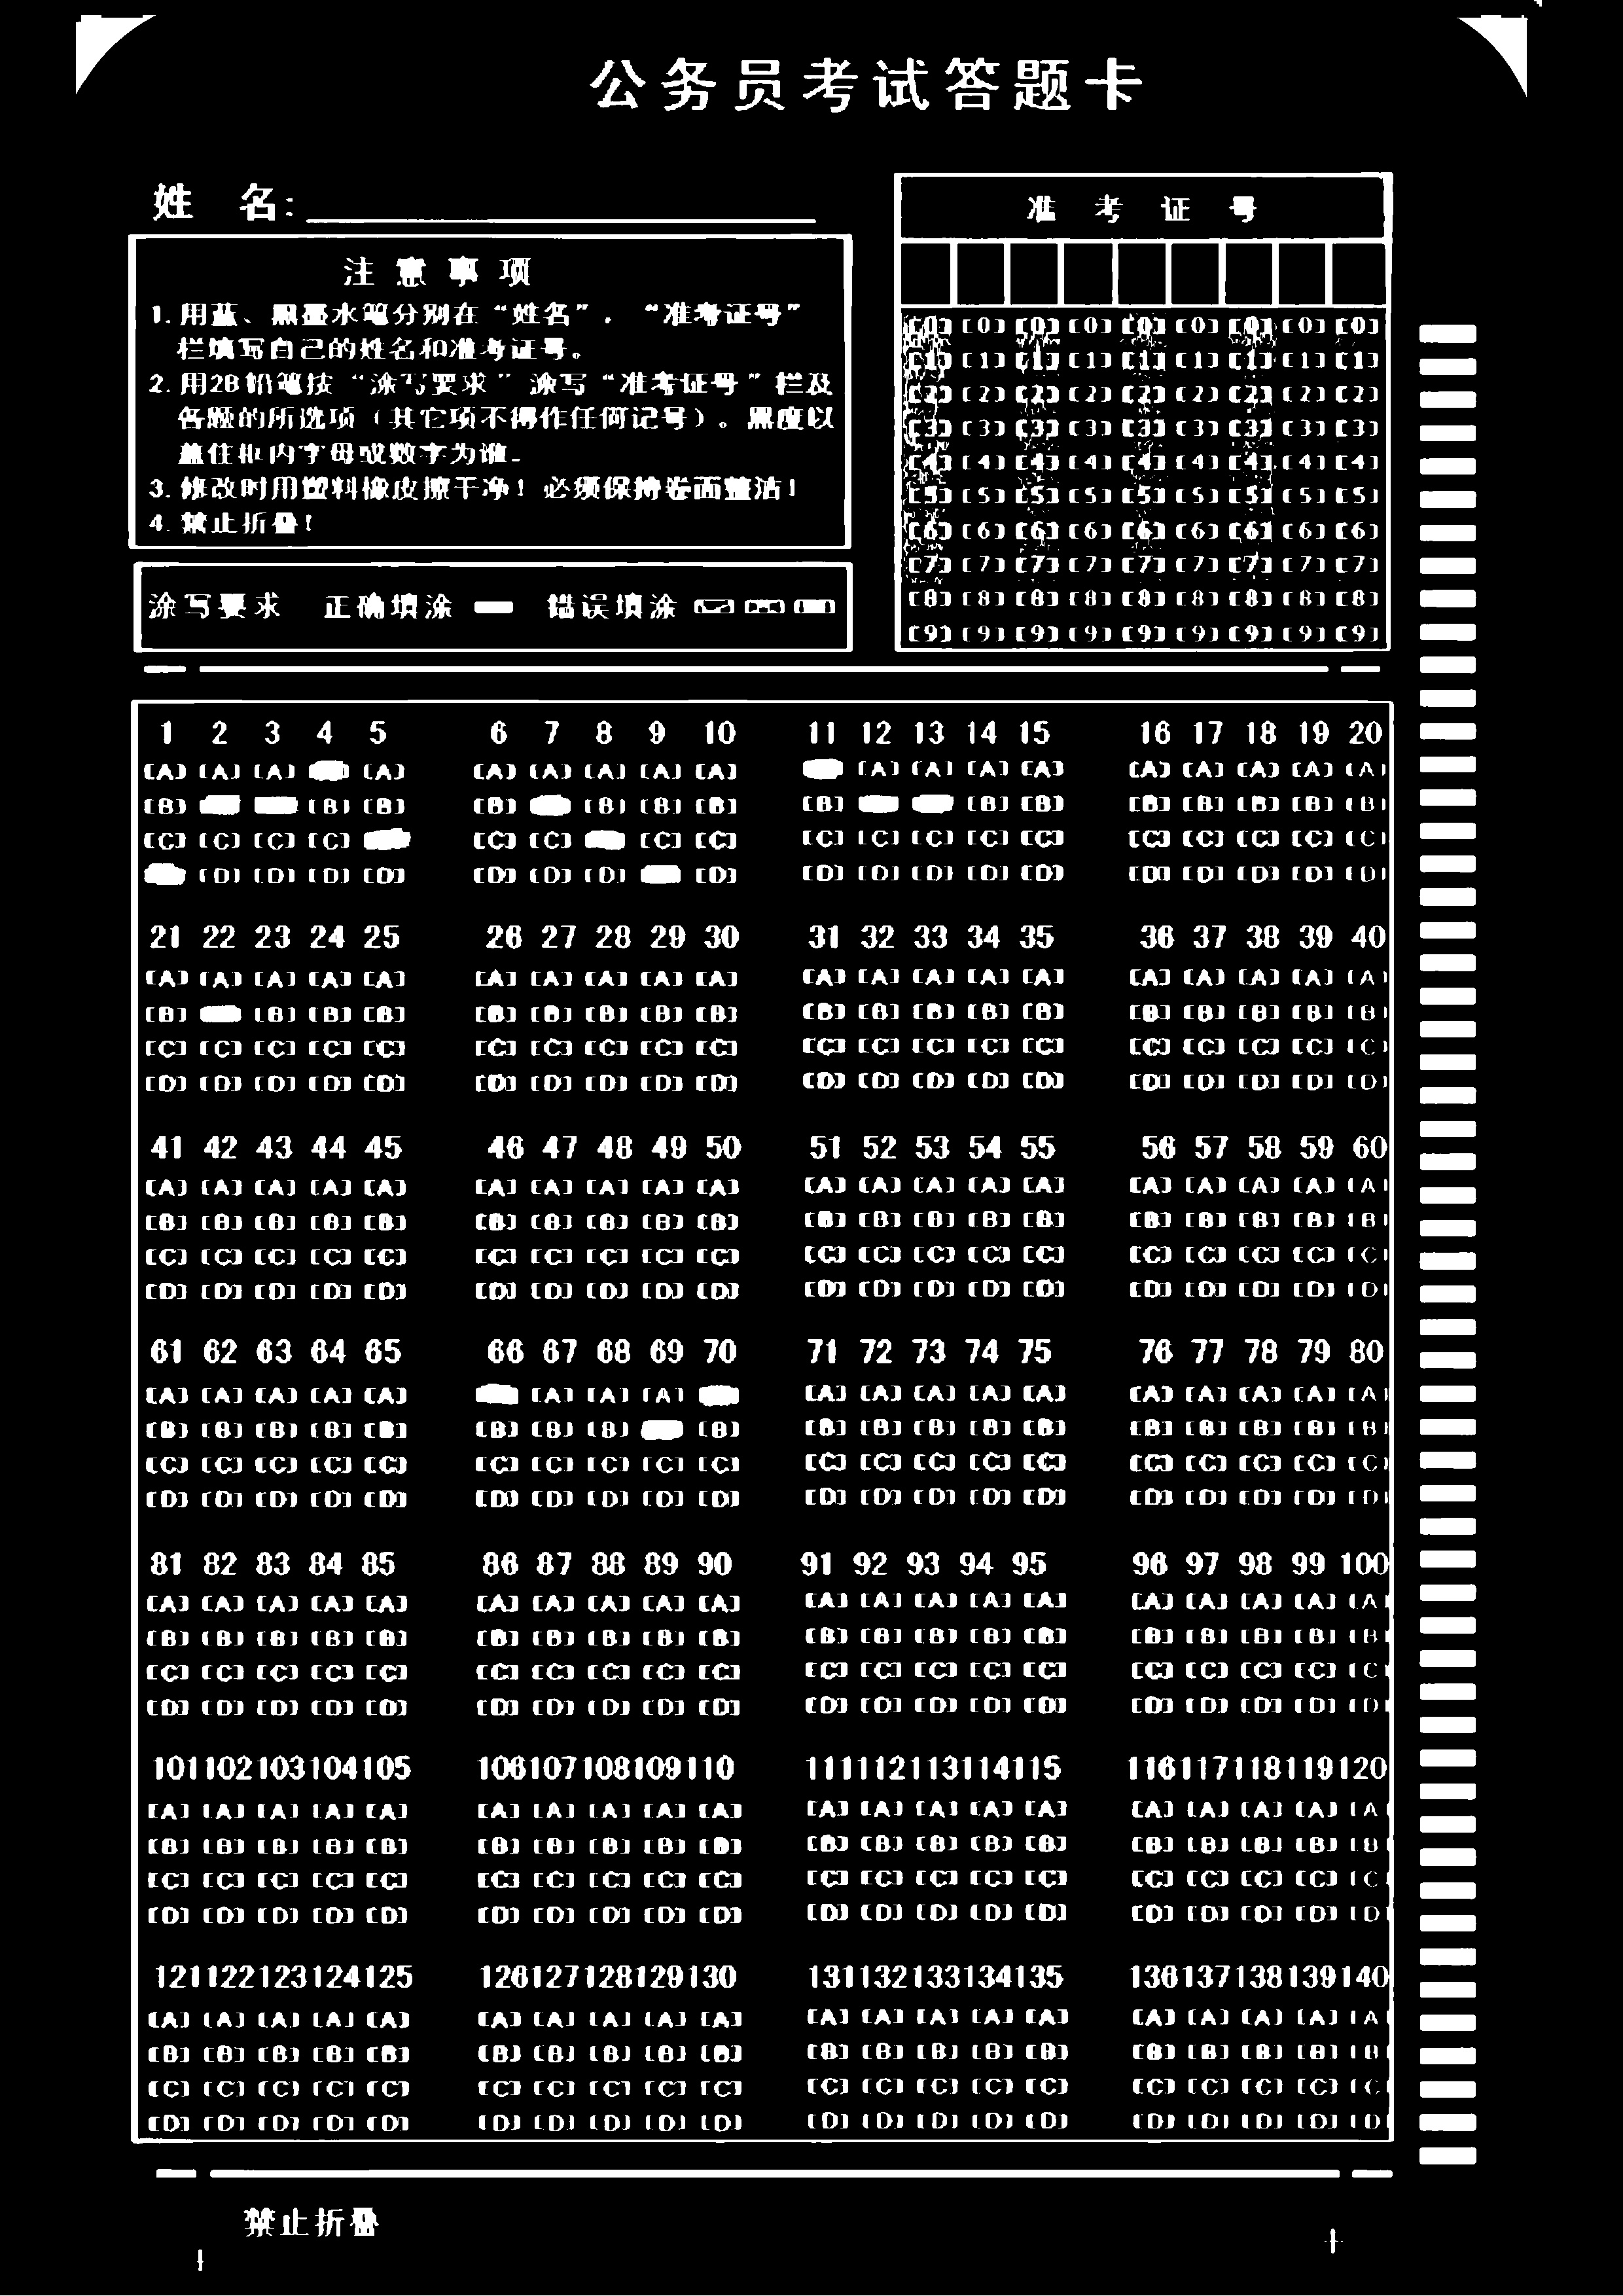 公务员考试答题卡
姓 名:
准 考 证 号
注意事项
1. 用蓝、黑墨水笔分别在“姓名”,“准考证号”
栏填写自己的姓名和准考证号。
2. 用2B铅笔按“涂写要求”涂写“准考证号”栏及
各题的所选项(其它项不得作任何记号)。黑度以
盖住框内字母或数字为准.
3. 修改时用塑料橡皮擦干净!必须保持卷面整洁!
4. 禁止折叠!
[0] [0] [0] [0] [0] [0] [0] [0] [0]
[1] [1] [1] [1] [1] [1] [1] [1] [1]
[2] [2] [2] [2] [2] [2] [2] [2] [2]
[3] [3] [3] [3] [3] [3] [3] [3] [3]
[4] [4] [4] [4] [4] [4] [4] [4] [4]
[5] [5] [5] [5] [5] [5] [5] [5] [5]
[6] [6] [6] [6] [6] [6] [6] [6] [6]
[7] [7] [7] [7] [7] [7] [7] [7] [7]
[8] [8] [8] [8] [8] [8] [8] [8] [8]
[9] [9] [9] [9] [9] [9] [9] [9] [9]
涂写要求 正确填涂 错误填涂
1 2 3 4 5 6 7 8 9 10 11 12 13 14 15 16 17 18 19 20
[A] [A] [A] [A] [A] [A] [A] [A] [A] [A] [A] [A] [A] [A] [A] [A] [A] [A]
[B] [B] [B] [B] [B] [B] [B] [B] [B] [B] [B] [B] [B] [B] [B]
[C] [C] [C] [C] [C] [C] [C] [C] [C] [C] [C] [C] [C] [C] [C] [C] [C] [C]
[D] [D] [D] [D] [D] [D] [D] [D] [D] [D] [D] [D] [D] [D] [D] [D] [D] [D]
21 22 23 24 25 26 27 28 29 30 31 32 33 34 35 36 37 38 39 40
[A] [A] [A] [A] [A] [A] [A] [A] [A] [A] [A] [A] [A] [A] [A] [A] [A] [A] [A] [A]
[B] [B] [B] [B] [B] [B] [B] [B] [B] [B] [B] [B] [B] [B] [B] [B] [B] [B] [B]
[C] [C] [C] [C] [C] [C] [C] [C] [C] [C] [C] [C] [C] [C] [C] [C] [C] [C] [C] [C]
[D] [D] [D] [D] [D] [D] [D] [D] [D] [D] [D] [D] [D] [D] [D] [D] [D] [D] [D] [D]
41 42 43 44 45 46 47 48 49 50 51 52 53 54 55 56 57 58 59 60
[A] [A] [A] [A] [A] [A] [A] [A] [A] [A] [A] [A] [A] [A] [A] [A] [A] [A] [A] [A]
[B] [B] [B] [B] [B] [B] [B] [B] [B] [B] [B] [B] [B] [B] [B] [B] [B] [B] [B] [B]
[C] [C] [C] [C] [C] [C] [C] [C] [C] [C] [C] [C] [C] [C] [C] [C] [C] [C] [C] [C]
[D] [D] [D] [D] [D] [D] [D] [D] [D] [D] [D] [D] [D] [D] [D] [D] [D] [D] [D] [D]
61 62 63 64 65 66 67 68 69 70 71 72 73 74 75 76 77 78 79 80
[A] [A] [A] [A] [A] [A] [A] [A] [A] [A] [A] [A] [A] [A] [A] [A] [A] [A]
[B] [B] [B] [B] [B] [B] [B] [B] [B] [B] [B] [B] [B] [B] [B] [B] [B] [B] [B]
[C] [C] [C] [C] [C] [C] [C] [C] [C] [C] [C] [C] [C] [C] [C] [C] [C] [C] [C] [C]
[D] [D] [D] [D] [D] [D] [D] [D] [D] [D] [D] [D] [D] [D] [D] [D] [D] [D] [D] [D]
81 82 83 84 85 86 87 88 89 90 91 92 93 94 95 96 97 98 99 100
[A] [A] [A] [A] [A] [A] [A] [A] [A] [A] [A] [A] [A] [A] [A] [A] [A] [A] [A] [A]
[B] [B] [B] [B] [B] [B] [B] [B] [B] [B] [B] [B] [B] [B] [B] [B] [B] [B] [B] [B]
[C] [C] [C] [C] [C] [C] [C] [C] [C] [C] [C] [C] [C] [C] [C] [C] [C] [C] [C] [C]
[D] [D] [D] [D] [D] [D] [D] [D] [D] [D] [D] [D] [D] [D] [D] [D] [D] [D] [D] [D]
101 102 103 104 105 106 107 108 109 110 111 112 113 114 115 116 117 118 119 120
[A] [A] [A] [A] [A] [A] [A] [A] [A] [A] [A] [A] [A] [A] [A] [A] [A] [A] [A] [A]
[B] [B] [B] [B] [B] [B] [B] [B] [B] [B] [B] [B] [B] [B] [B] [B] [B] [B] [B] [B]
[C] [C] [C] [C] [C] [C] [C] [C] [C] [C] [C] [C] [C] [C] [C] [C] [C] [C] [C] [C]
[D] [D] [D] [D] [D] [D] [D] [D] [D] [D] [D] [D] [D] [D] [D] [D] [D] [D] [D] [D]
121 122 123 124 125 126 127 128 129 130 131 132 133 134 135 136 137 138 139 140
[A] [A] [A] [A] [A] [A] [A] [A] [A] [A] [A] [A] [A] [A] [A] [A] [A] [A] [A] [A]
[B] [B] [B] [B] [B] [B] [B] [B] [B] [B] [B] [B] [B] [B] [B] [B] [B] [B] [B] [B]
[C] [C] [C] [C] [C] [C] [C] [C] [C] [C] [C] [C] [C] [C] [C] [C] [C] [C] [C] [C]
[D] [D] [D] [D] [D] [D] [D] [D] [D] [D] [D] [D] [D] [D] [D] [D] [D] [D] [D] [D]
禁止折叠